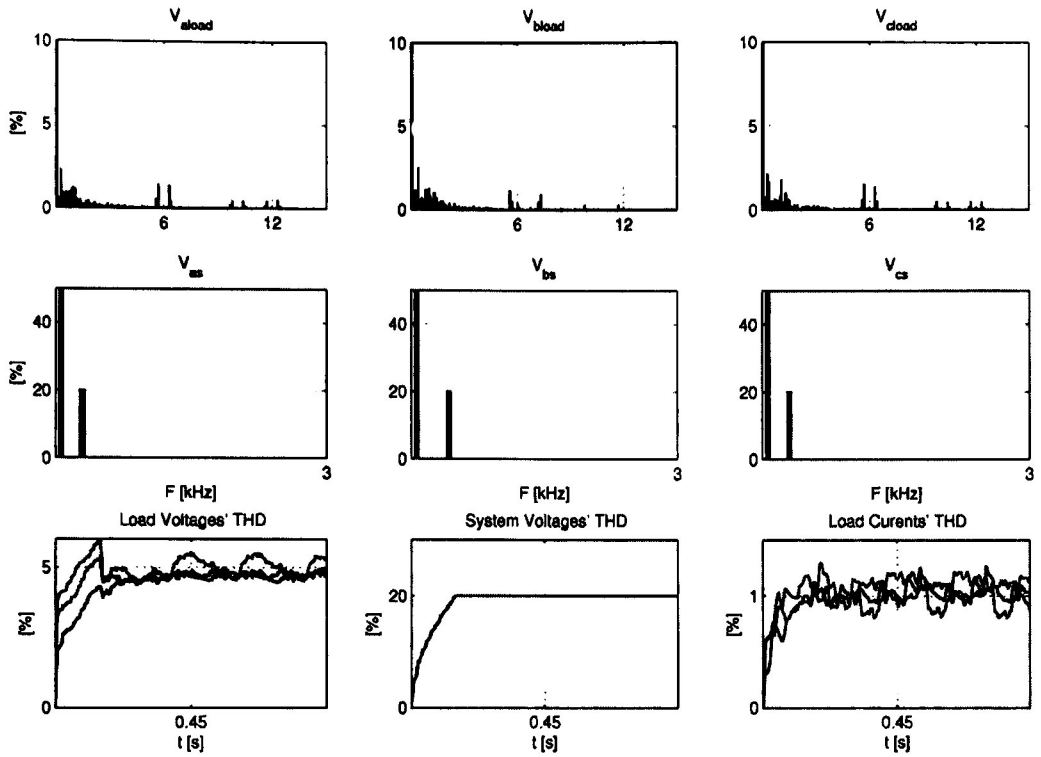 V_aload
V_bload
V_cload
10
5
0
[%]
6
12
10
5
0
6
12
10
5
0
6
12
V_as
V_bs
V_cs
40
20
0
[%]
3
F [kHz]
40
20
0
3
F [kHz]
40
20
0
3
F [kHz]
Load Voltages' THD
System Voltages' THD
Load Curents' THD
5
0
[%]
0.45
t [s]
20
0
[%]
0.45
t [s]
1
0
[%]
0.45
t [s]